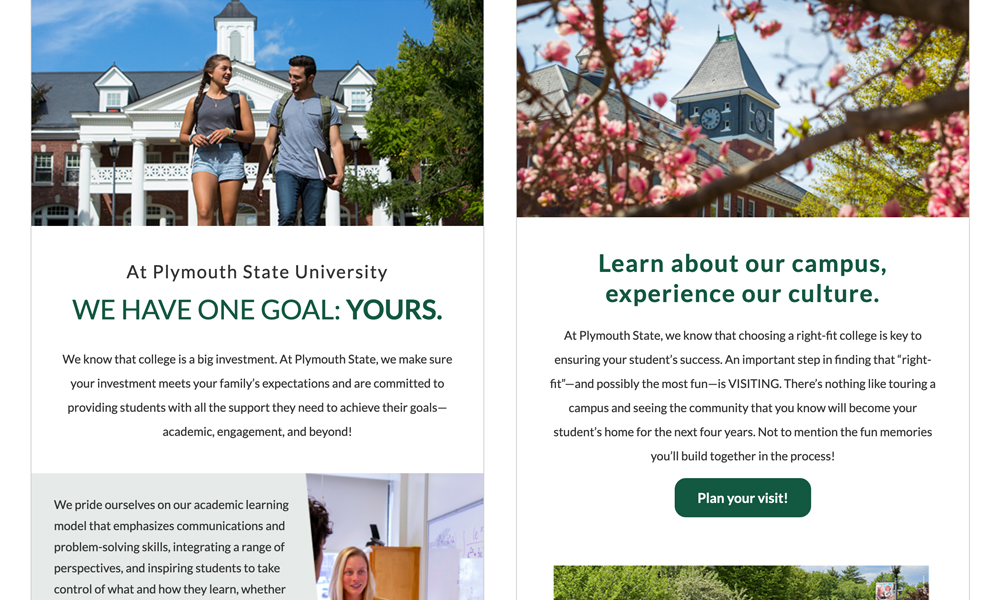 At Plymouth State University
WE HAVE ONE GOAL: YOURS.
We know that college is a big investment. At Plymouth State, we make sure
your investment meets your family's expectations and are committed to
providing students with all the support they need to achieve their goals—
academic, engagement, and beyond!
We pride ourselves on our academic learning
model that emphasizes communications and
problem-solving skills, integrating a range of
perspectives, and inspiring students to take
control of what and how they learn, whether
Learn about our campus,
experience our culture.
At Plymouth State, we know that choosing a right-fit college is key to
ensuring your student's success. An important step in finding that “right-
fit”—and possibly the most fun—is VISITING. There's nothing like touring a
campus and seeing the community that you know will become your
student's home for the next four years. Not to mention the fun memories
you'll build together in the process!
Plan your visit!